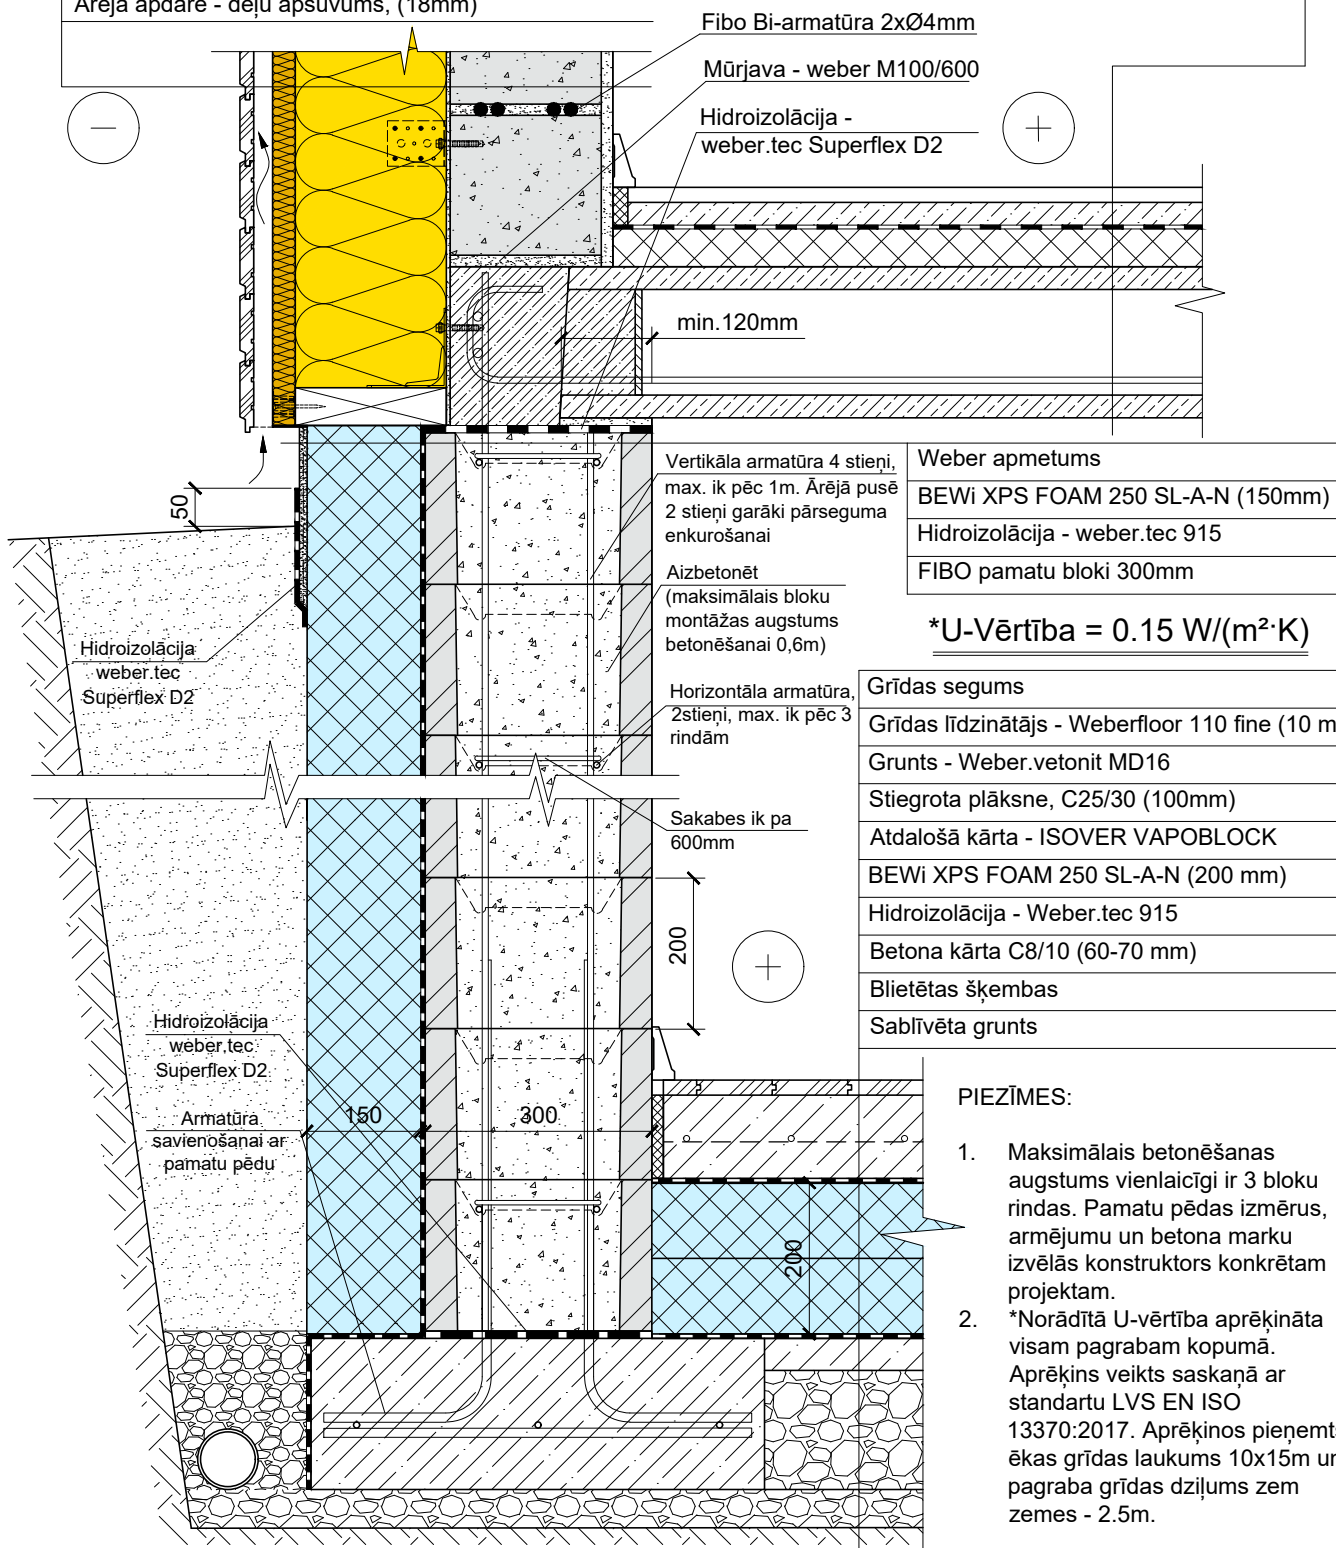 Ārējā apdare - dēļu apšuvums, (18mm)
Fibo Bi-armatūra 2xØ4mm
Mūrjava - weber M100/600
Hidroizolācija -
weber.tec Superflex D2
−
+
min.120mm
50
Vertikāla armatūra 4 stieņi,
max. ik pēc 1m. Ārējā pusē
2 stieņi garāki pārseguma
enkurošanai
Weber apmetums
BEWi XPS FOAM 250 SL-A-N (150mm)
Hidroizolācija - weber.tec 915
FIBO pamatu bloki 300mm
Aizbetonēt
(maksimālais bloku
montāžas augstums
betonēšanai 0,6m)
*U-Vērtība = 0.15 W/(m²·K)
Hidroizolācija
weber.tec
Superflex D2
Horizontāla armatūra,
2stieņi, max. ik pēc 3
rindām
Grīdas segums
Grīdas līdzinātājs - Weberfloor 110 fine (10 m
Grunts - Weber.vetonit MD16
Stiegrota plāksne, C25/30 (100mm)
Atdalošā kārta - ISOVER VAPOBLOCK
BEWi XPS FOAM 250 SL-A-N (200 mm)
Hidroizolācija - Weber.tec 915
Betona kārta C8/10 (60-70 mm)
Blietētas šķembas
Sablīvēta grunts
Sakabes ik pa
600mm
200
+
Hidroizolācija
weber.tec
Superflex D2
Armatūra
savienošanai ar
pamatu pēdu
150
300
200
PIEZĪMES:
1. Maksimālais betonēšanas
augstums vienlaicīgi ir 3 bloku
rindas. Pamatu pēdas izmērus,
armējumu un betona marku
izvēlās konstruktors konkrētam
projektam.
2. *Norādītā U-vērtība aprēķināta
visam pagrabam kopumā.
Aprēķins veikts saskaņā ar
standartu LVS EN ISO
13370:2017. Aprēķinos pieņemts
ēkas grīdas laukums 10x15m un
pagraba grīdas dziļums zem
zemes - 2.5m.